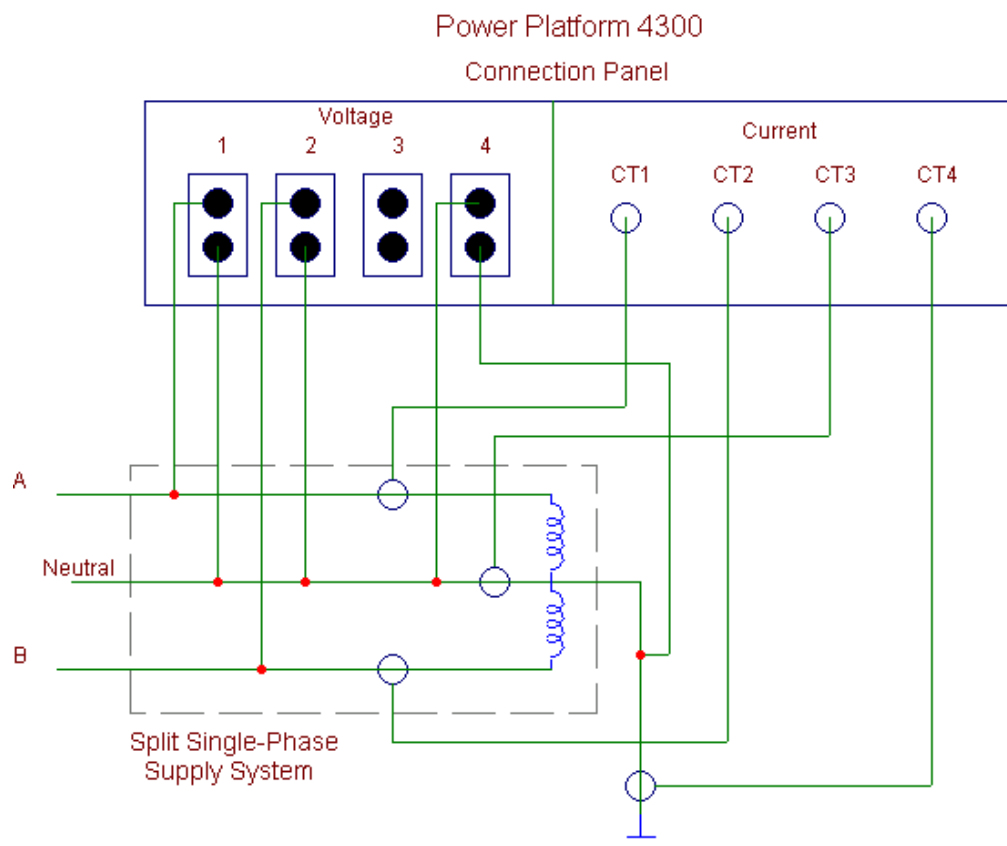 Power Platform 4300
Connection Panel
Voltage
Current
1 2 3 4
CT1 CT2 CT3 CT4
A
Neutral
B
Split Single-Phase
Supply System